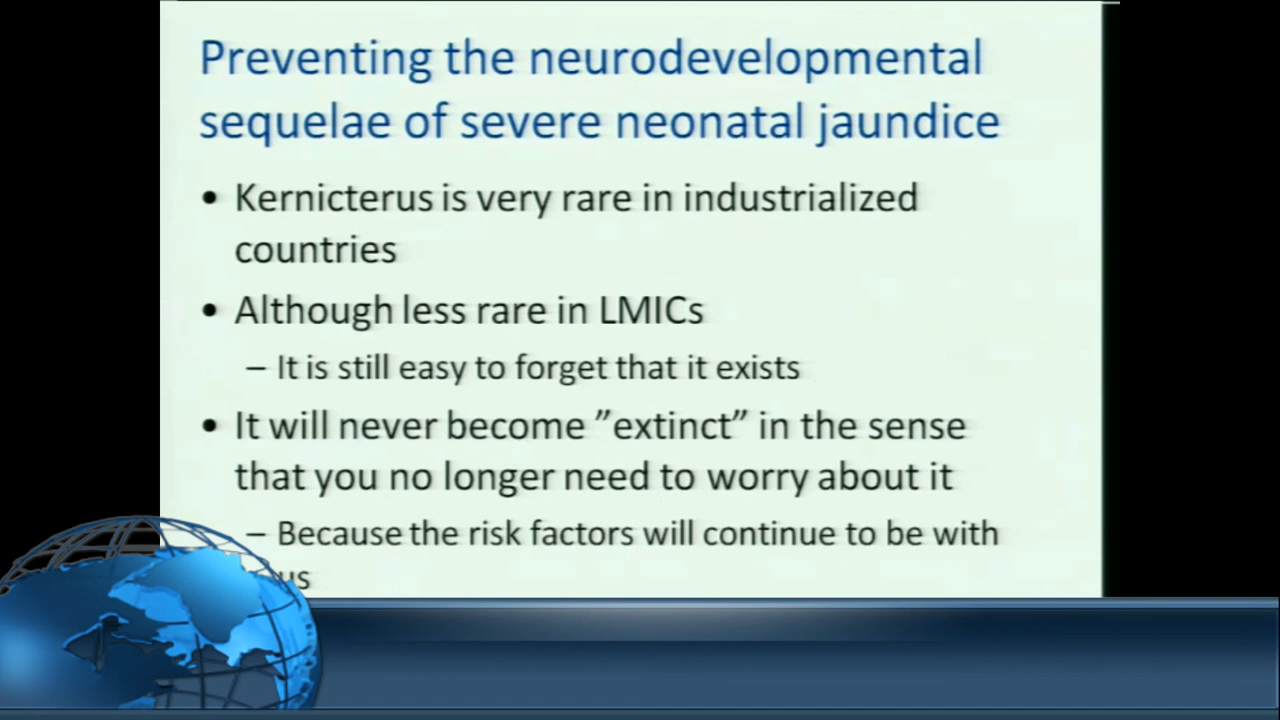 Preventing the neurodevelopmental
sequelae of severe neonatal jaundice
• Kernicterus is very rare in industrialized
countries
• Although less rare in LMICs
– It is still easy to forget that it exists
• It will never become ”extinct” in the sense
that you no longer need to worry about it
– Because the risk factors will continue to be with
us